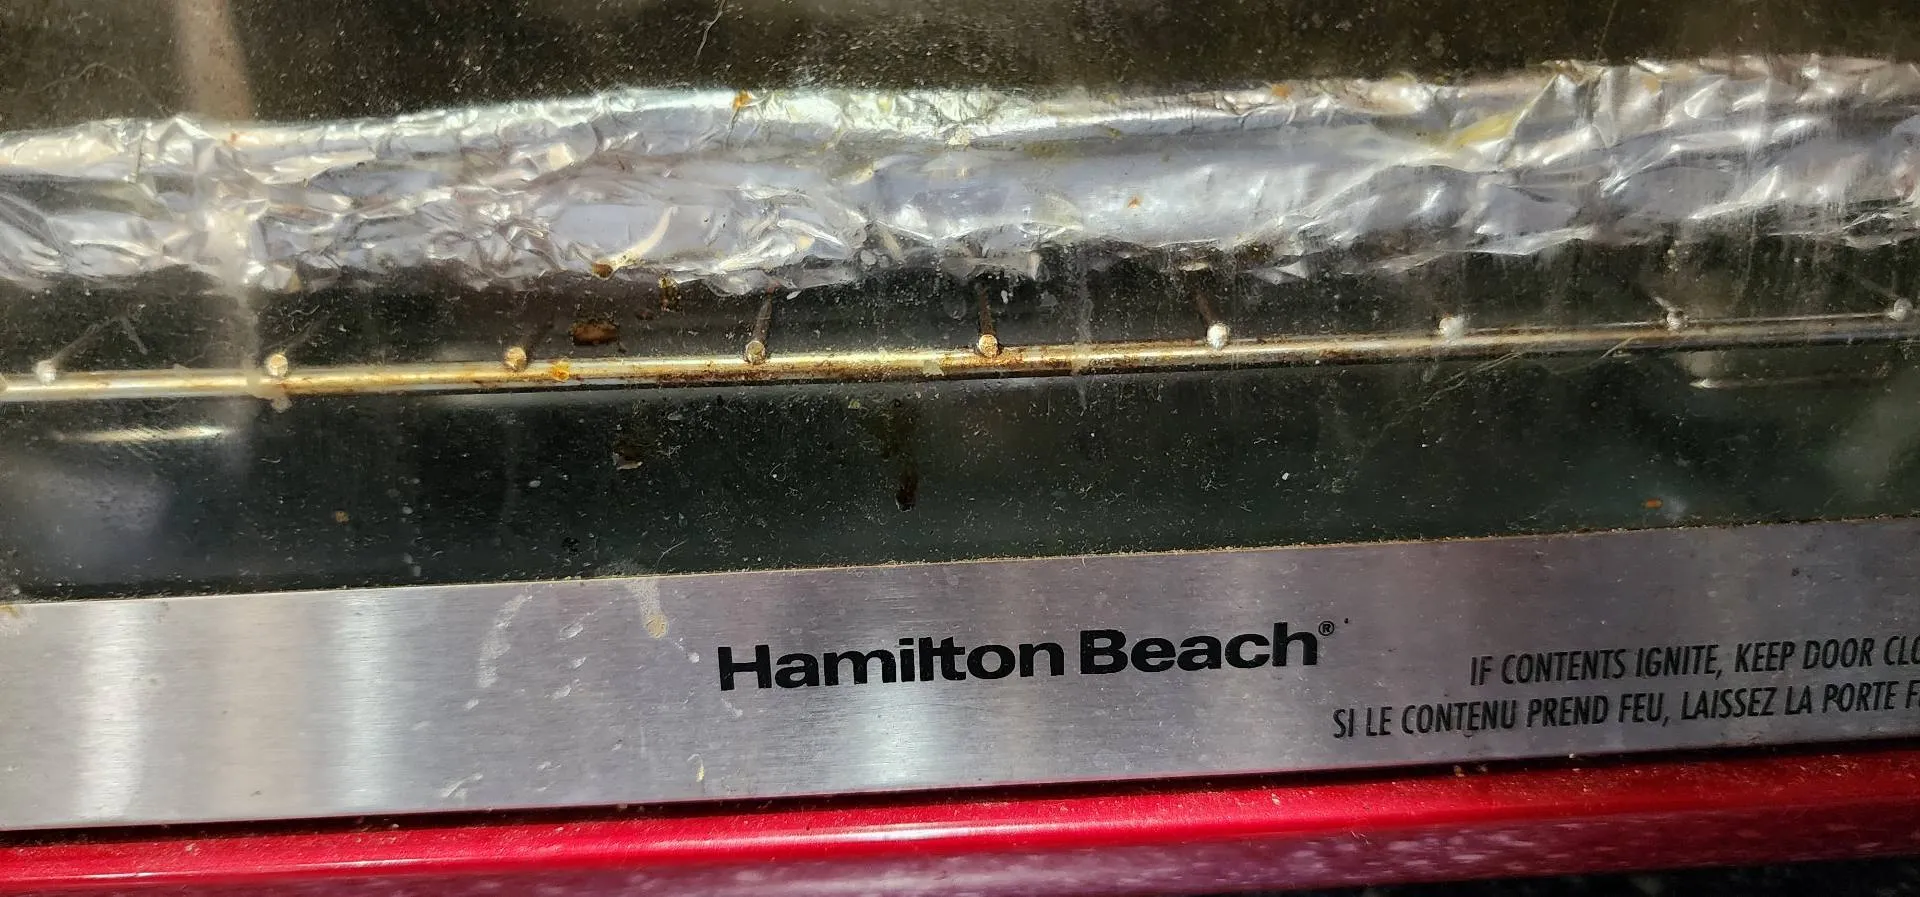 Hamilton Beach®
IF CONTENTS IGNITE, KEEP DOOR
SI LE CONTENU PREND FEU, LAISSEZ LA PORTE